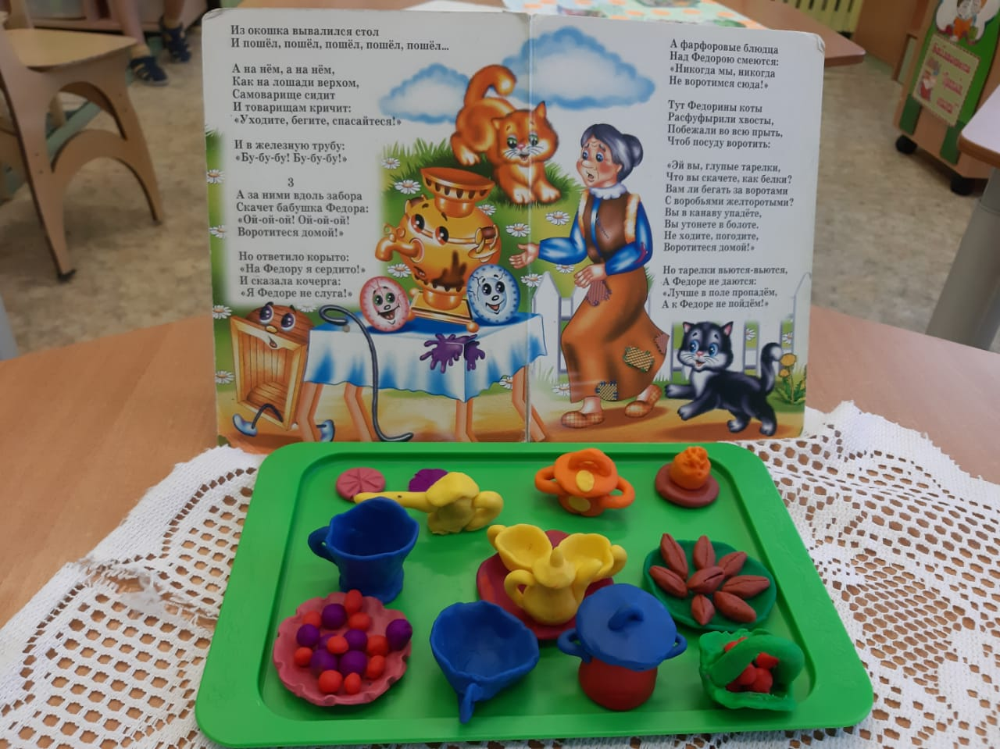 Из окошка вывалился стол
И пошёл, пошёл, пошёл, пошёл, пошёл...
А на нём, а на нём,
Как на лошади верхом,
Самоварище сидит
И товарищам кричит:
«Уходите, бегите, спасайтеся!»
И в железную трубу:
«Бу-бу-бу! Бу-бу-бу!»
3
А за ними вдоль забора
Скачет бабушка Федора:
«Ой-ой-ой! Ой-ой-ой!
Воротитеся домой!»
Но ответило корыто:
«На Федору я сердито!»
И сказала кочерга:
«Я Федоре не слуга!»
А фарфоровые блюдца
Над Федорою смеются:
«Никогда мы, никогда
Не воротимся сюда!»
Тут Федорины коты
Расфуфырили хвосты,
Побежали во всю прыть,
Чтоб посуду воротить:
«Эй вы, глупые тарелки,
Что вы скачете, как белки?
Вам ли бегать за воротами
С воробьями желторотыми?
Вы в канаву упадёте,
Вы утонете в болоте.
Не ходите, погодите,
Воротитеся домой!»
Но тарелки вьются-вьются,
А Федоре не даются:
«Лучше в поле пропадём,
А к Федоре не пойдём!»